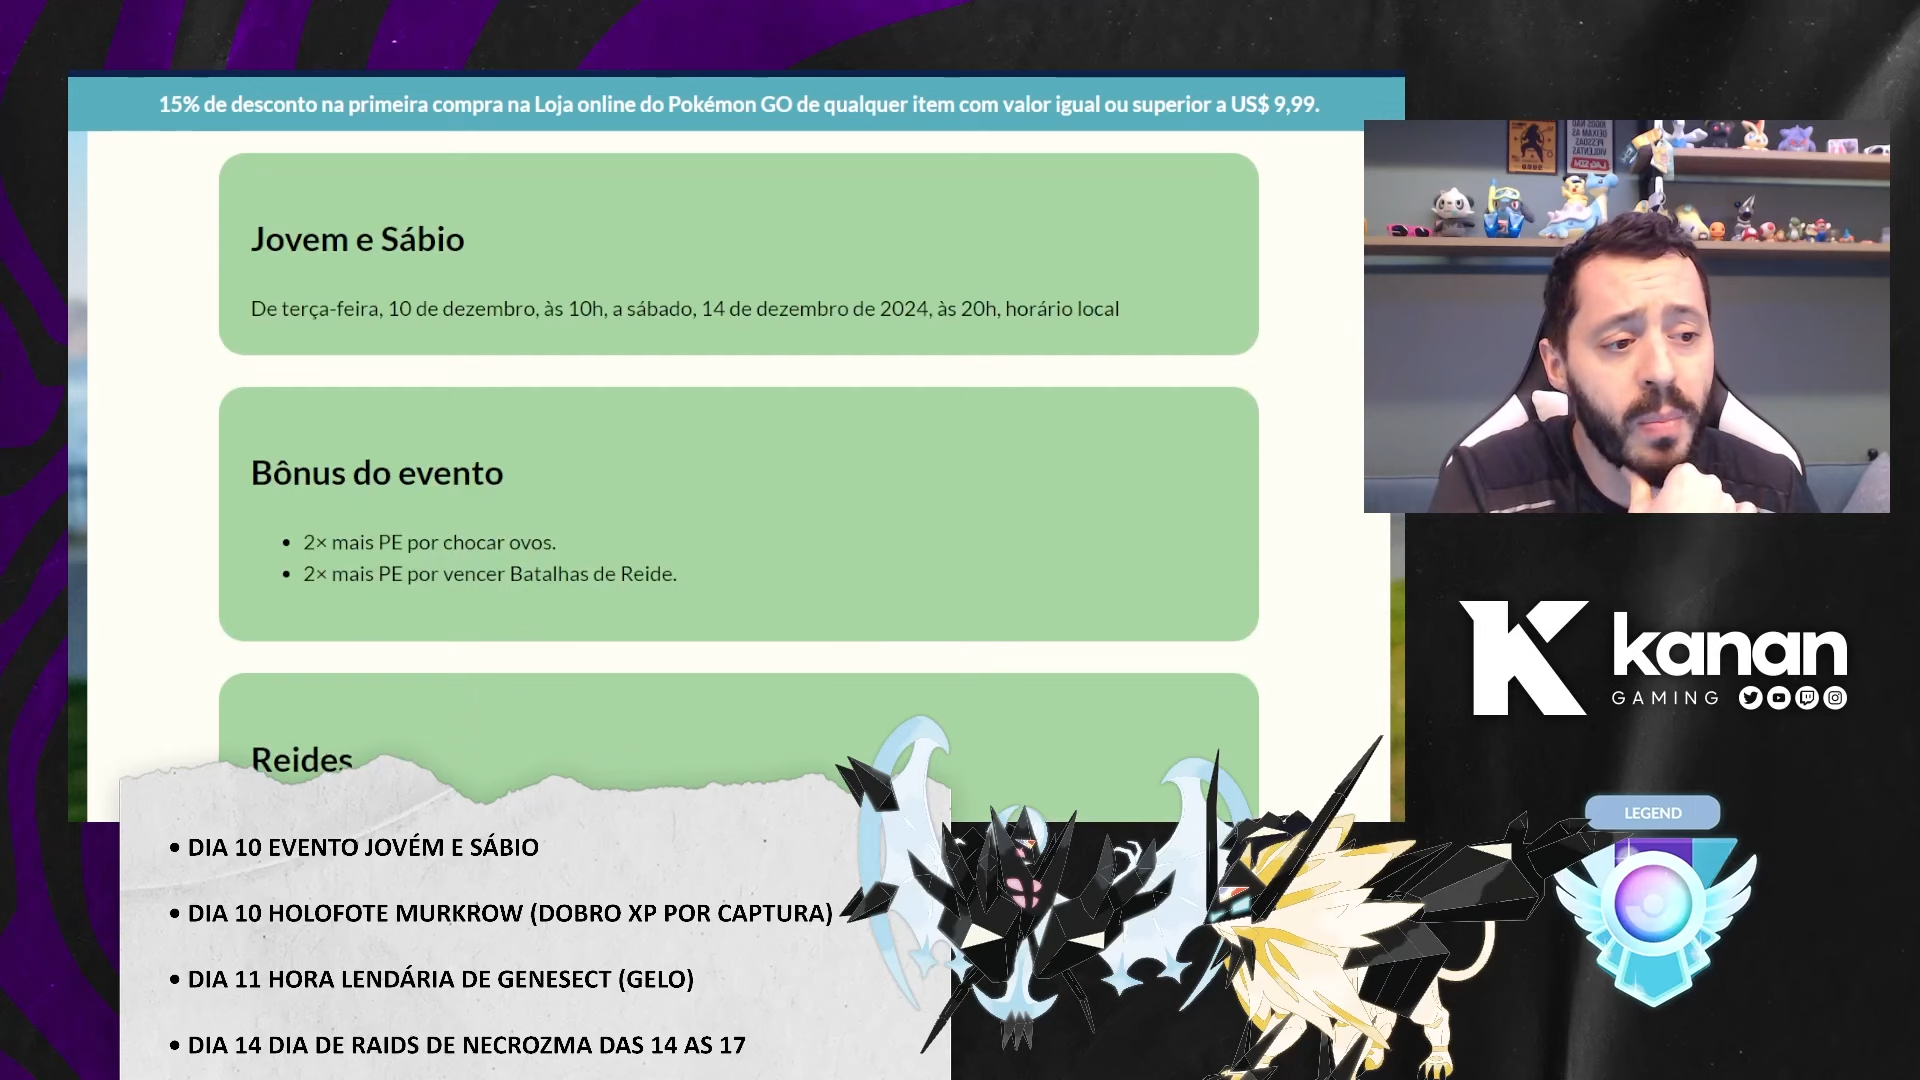 15% de desconto na primeira compra na Loja online do Pokémon GO de qualquer item com valor igual ou superior a US$ 9,99.
Jovem e Sábio
De terça-feira, 10 de dezembro, às 10h, a sábado, 14 de dezembro de 2024, às 20h, horário local
Bônus do evento
• 2× mais PE por chocar ovos.
• 2× mais PE por vencer Batalhas de Reide.
Reides
• DIA 10 EVENTO JOVÉM E SÁBIO
• DIA 10 HOLOFOTE MURKROW (DOBRO XP POR CAPTURA)
• DIA 11 HORA LENDÁRIA DE GENESECT (GELO)
• DIA 14 DIA DE RAIDS DE NECROZMA DAS 14 AS 17
K kanan
GAMING
LEGEND